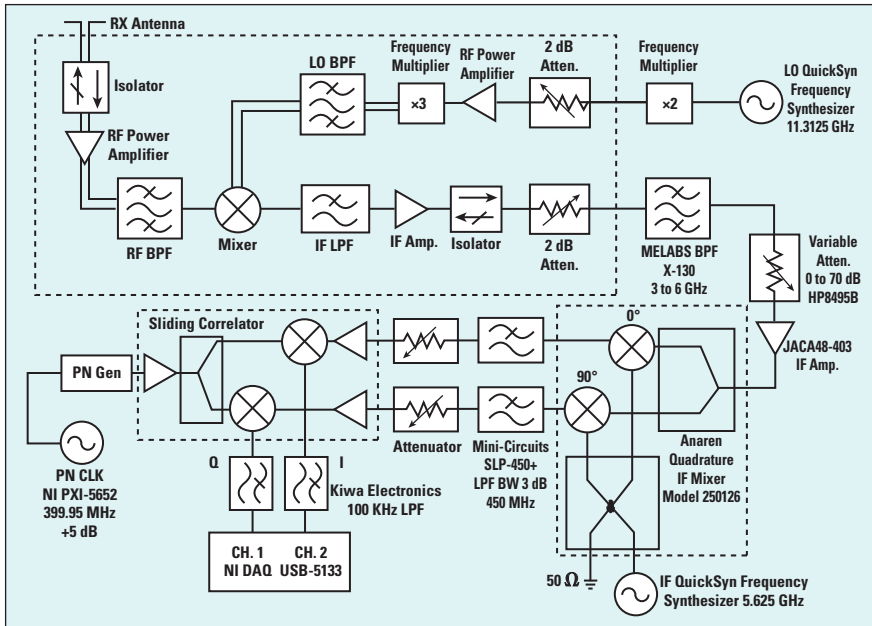 RX Antenna
Isolator
RF Power
Amplifier
RF BPF
Mixer
LO BPF
Frequency
Multiplier
×3
RF Power
Amplifier
2 dB
Atten.
Frequency
Multiplier
×2
LO QuickSyn
Frequency
Synthesizer
11.3125 GHz
IF LPF
IF Amp.
Isolator
2 dB
Atten.
MELABS BPF
X-130
3 to 6 GHz
Variable
Atten.
0 to 70 dB
HP8495B
JACA48-403
IF Amp.
Sliding Correlator
PN Gen
PN CLK
NI PXI-5652
399.95 MHz
+5 dB
Q
I
Kiwa Electronics
100 KHz LPF
CH. 1
NI DAQ
CH. 2
USB-5133
Attenuator
Mini-Circuits
SLP-450+
LPF BW 3 dB
450 MHz
0°
90°
Anaren
Quadrature
IF Mixer
Model 250126
50 Ω
IF QuickSyn Frequency
Synthesizer 5.625 GHz